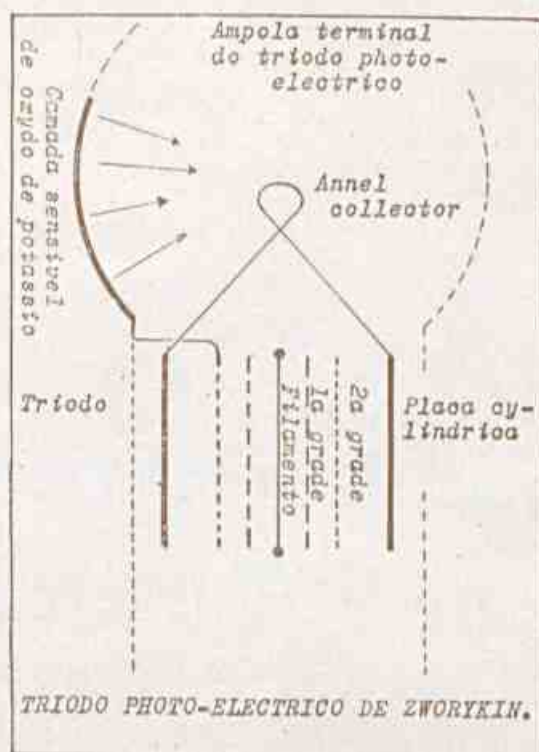 Ampola terminal
do triodo photo-
electrico
Camada sensivel
de oxydo de potassio
Annel
collector
Triodo
Filamento
1a grade
2a grade
Placa cy-
lindrica
TRIODO PHOTO-ELECTRICO DE ZWORYKIN.